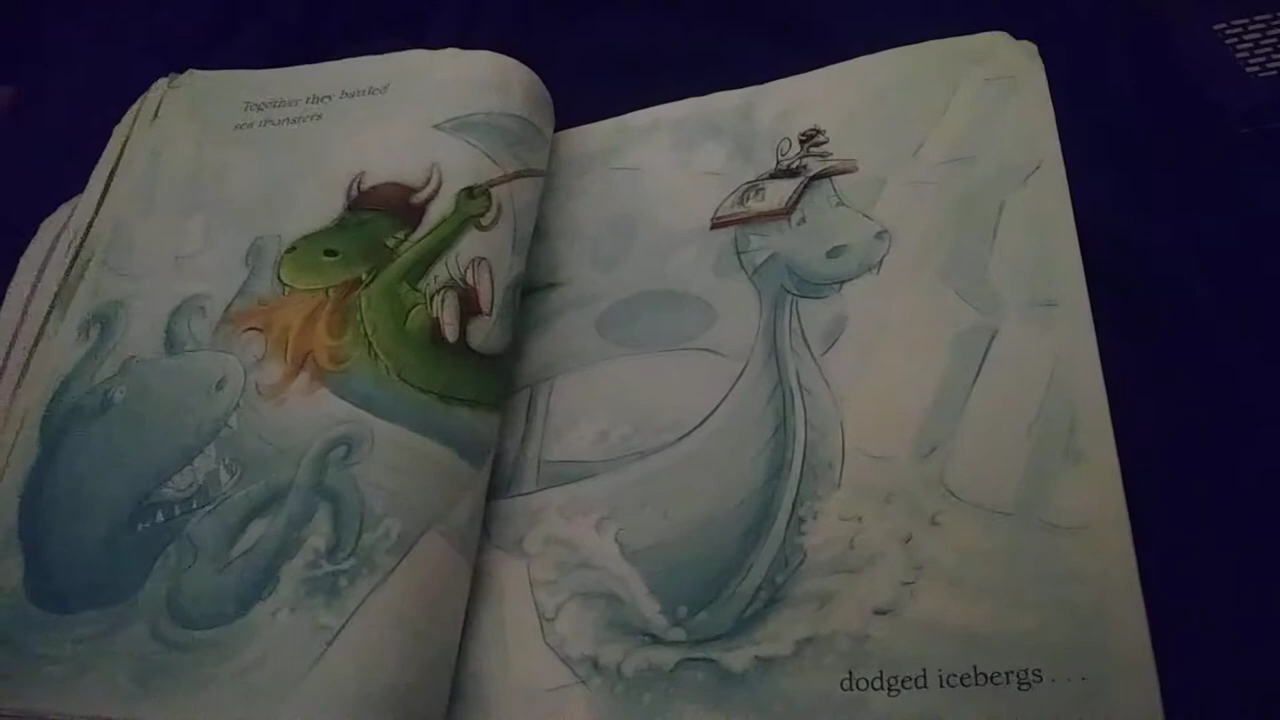 Together they battled
sea monsters
dodged icebergs . . .